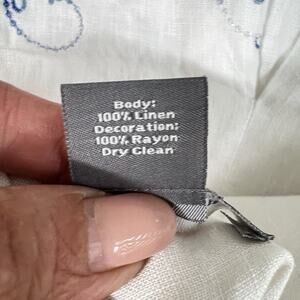 Body:
100% Linen
Decoration:
100% Rayon
Dry Clean